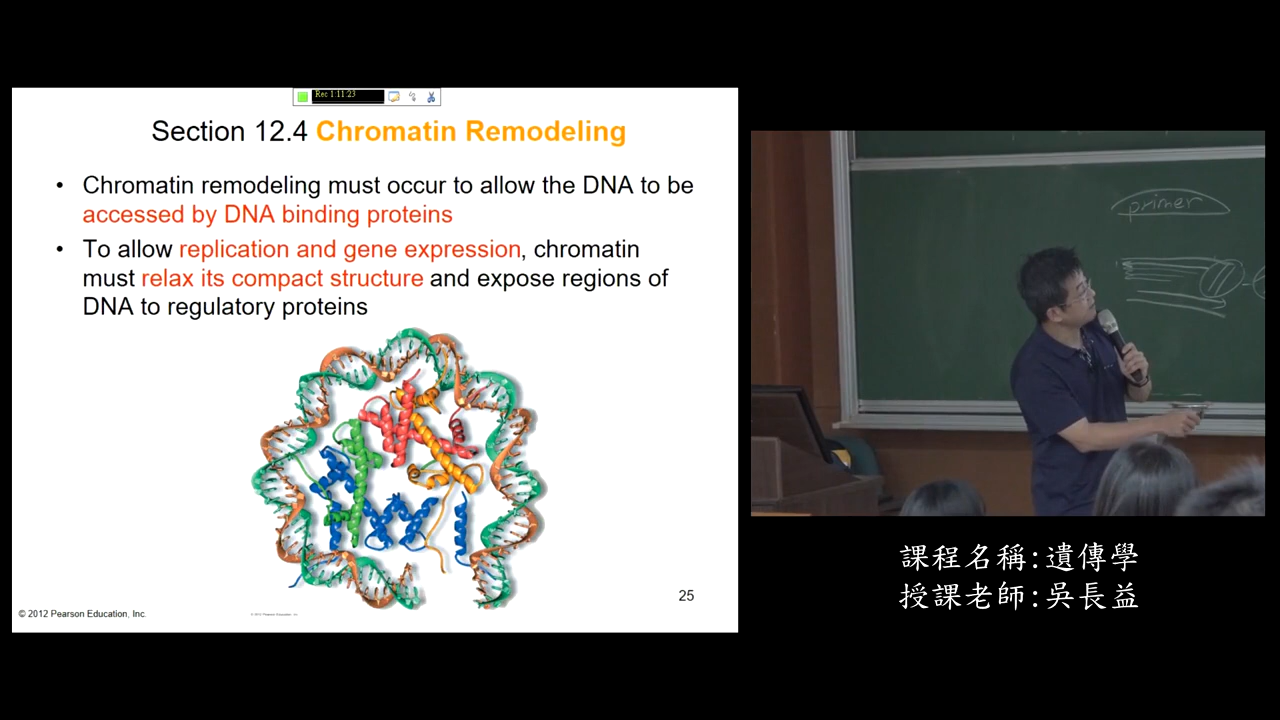 Rec 1:11:23
Section 12.4 Chromatin Remodeling
• Chromatin remodeling must occur to allow the DNA to be
accessed by DNA binding proteins
• To allow replication and gene expression, chromatin
must relax its compact structure and expose regions of
DNA to regulatory proteins
25
© 2012 Pearson Education, Inc.
primer
課程名稱:遺傳學
授課老師:吳長益